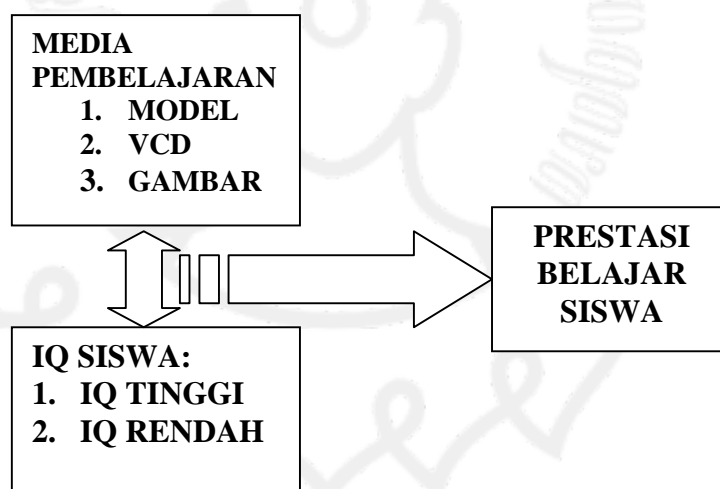 MEDIA
PEMBELAJARAN
1. MODEL
2. VCD
3. GAMBAR
PRESTASI
BELAJAR
SISWA
IQ SISWA:
1. IQ TINGGI
2. IQ RENDAH